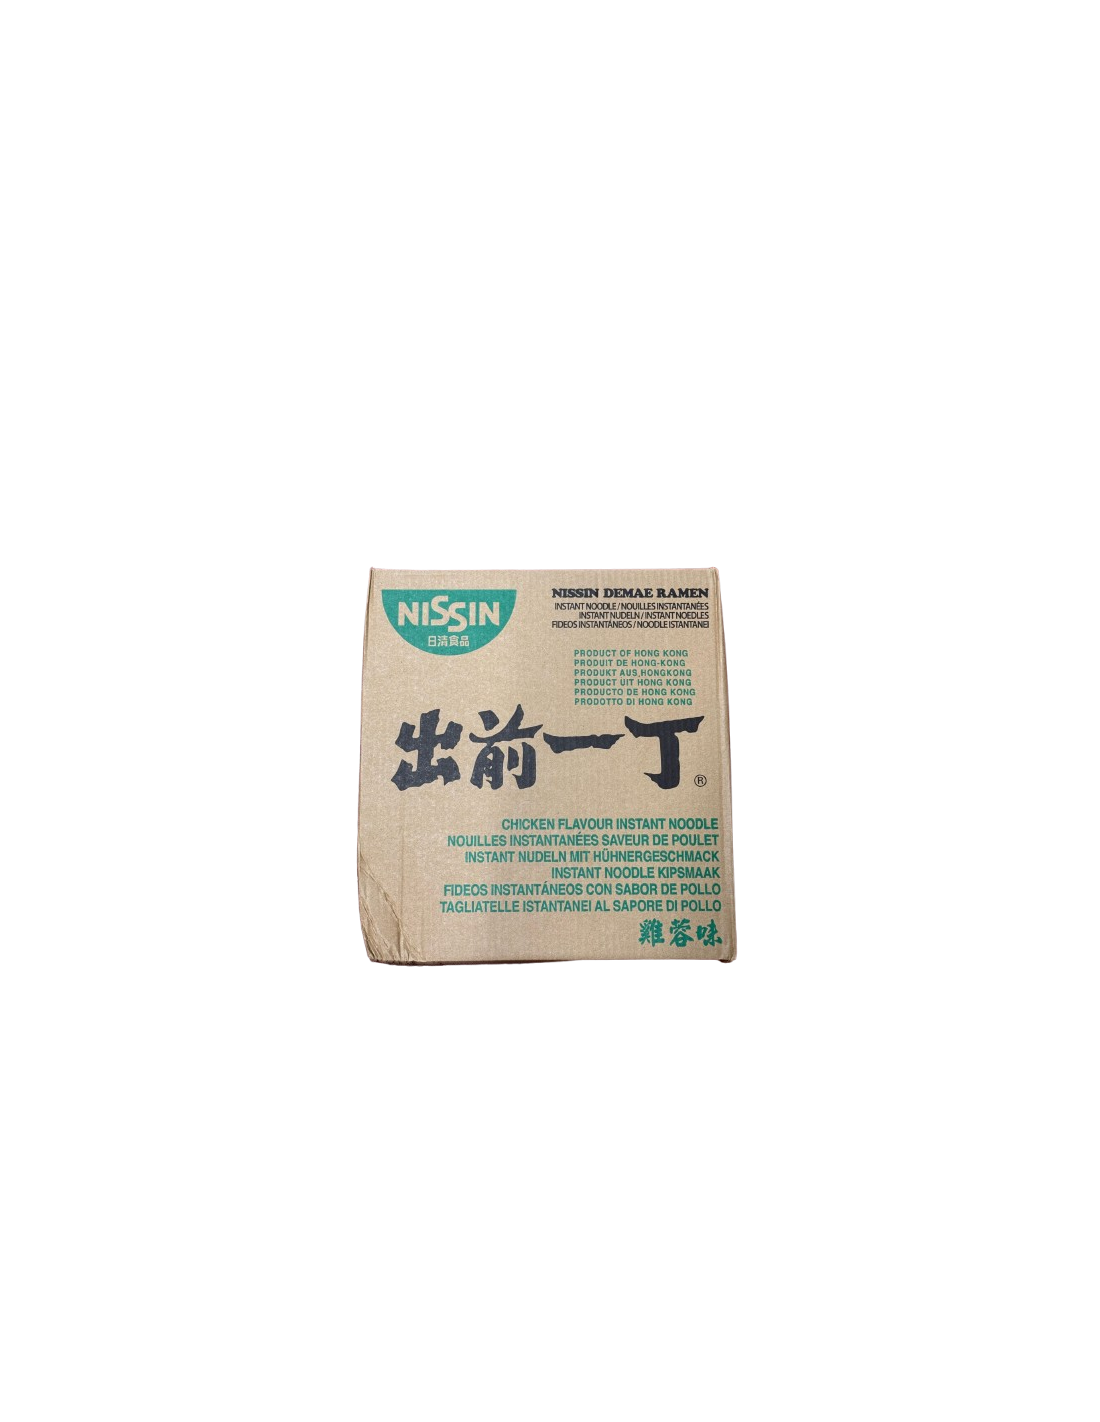 NISSIN
日清食品
NISSIN DEMAE RAMEN
INSTANT NOODLE / NOUILLES INSTANTANÉES
INSTANT NUDELN / INSTANT NOEDLES
FIDEOS INSTANTÁNEOS / NOODLE ISTANTANEI
PRODUCT OF HONG KONG
PRODUIT DE HONG-KONG
PRODUKT AUS HONGKONG
PRODUCT UIT HONG KONG
PRODUCTO DE HONG KONG
PRODOTTO DI HONG KONG
出前一丁®
CHICKEN FLAVOUR INSTANT NOODLE
NOUILLES INSTANTANÉES SAVEUR DE POULET
INSTANT NUDELN MIT HÜHNERGESCHMACK
INSTANT NOODLE KIPSMAAK
FIDEOS INSTANTÁNEOS CON SABOR DE POLLO
TAGLIATELLE ISTANTANEI AL SAPORE DI POLLO
雞蓉味